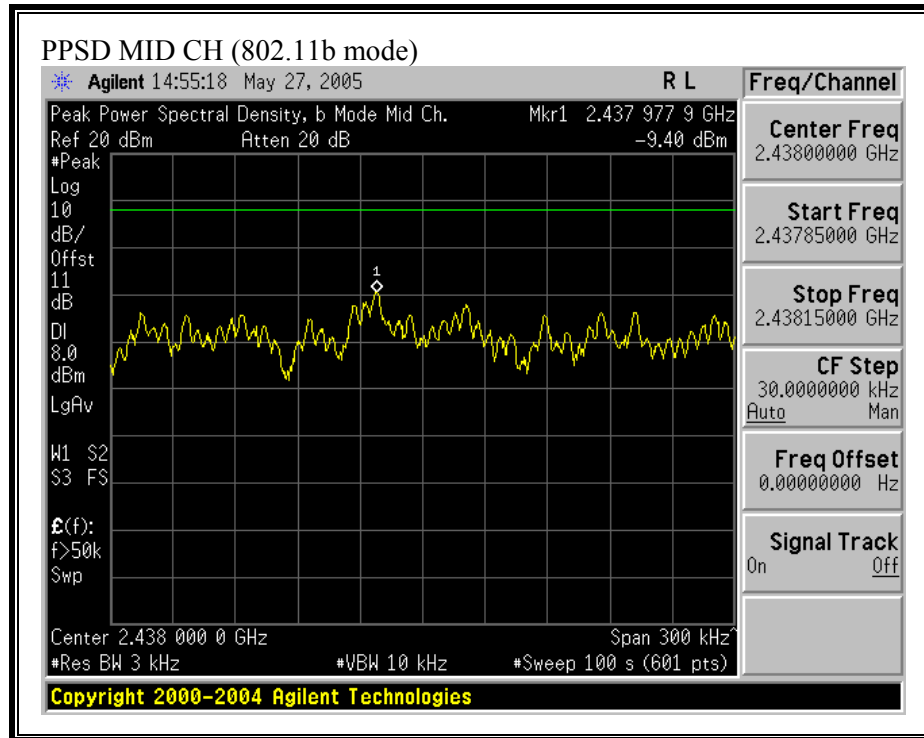 PPSD MID CH (802.11b mode)
Agilent 14:55:18 May 27, 2005 R L
Peak Power Spectral Density, b Mode Mid Ch. Mkr1 2.437 977 9 GHz
Ref 20 dBm Atten 20 dB -9.40 dBm
#Peak
Log
10
dB/
Offst
11
dB
DI
8.0
dBm
LgAv
W1 S2
S3 FS
£(f):
f>50k
Swp
1
Center 2.438 000 0 GHz Span 300 kHz^
#Res BW 3 kHz #VBW 10 kHz #Sweep 100 s (601 pts)
Copyright 2000-2004 Agilent Technologies
Freq/Channel
Center Freq
2.43800000 GHz
Start Freq
2.43785000 GHz
Stop Freq
2.43815000 GHz
CF Step
30.0000000 kHz
Auto Man
Freq Offset
0.00000000 Hz
Signal Track
On Off